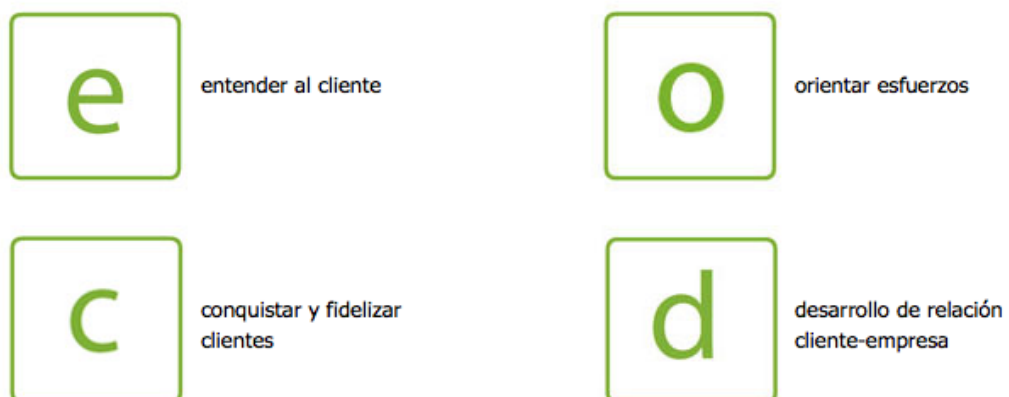 e
entender al cliente
o
orientar esfuerzos
c
conquistar y fidelizar
clientes
d
desarrollo de relación
cliente-empresa